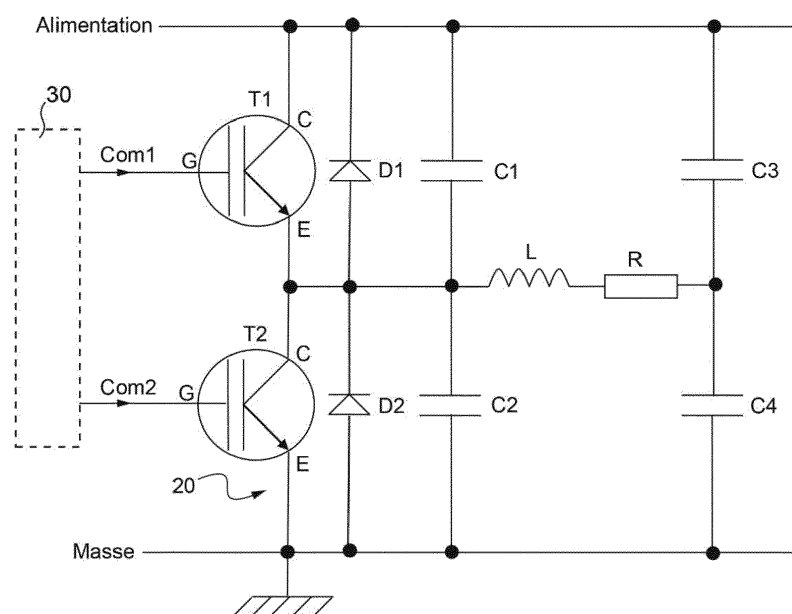 Alimentation
30
T1
C
Com1
G
D1
C1
C3
E
L
R
T2
C
Com2
G
D2
C2
C4
E
20
Masse